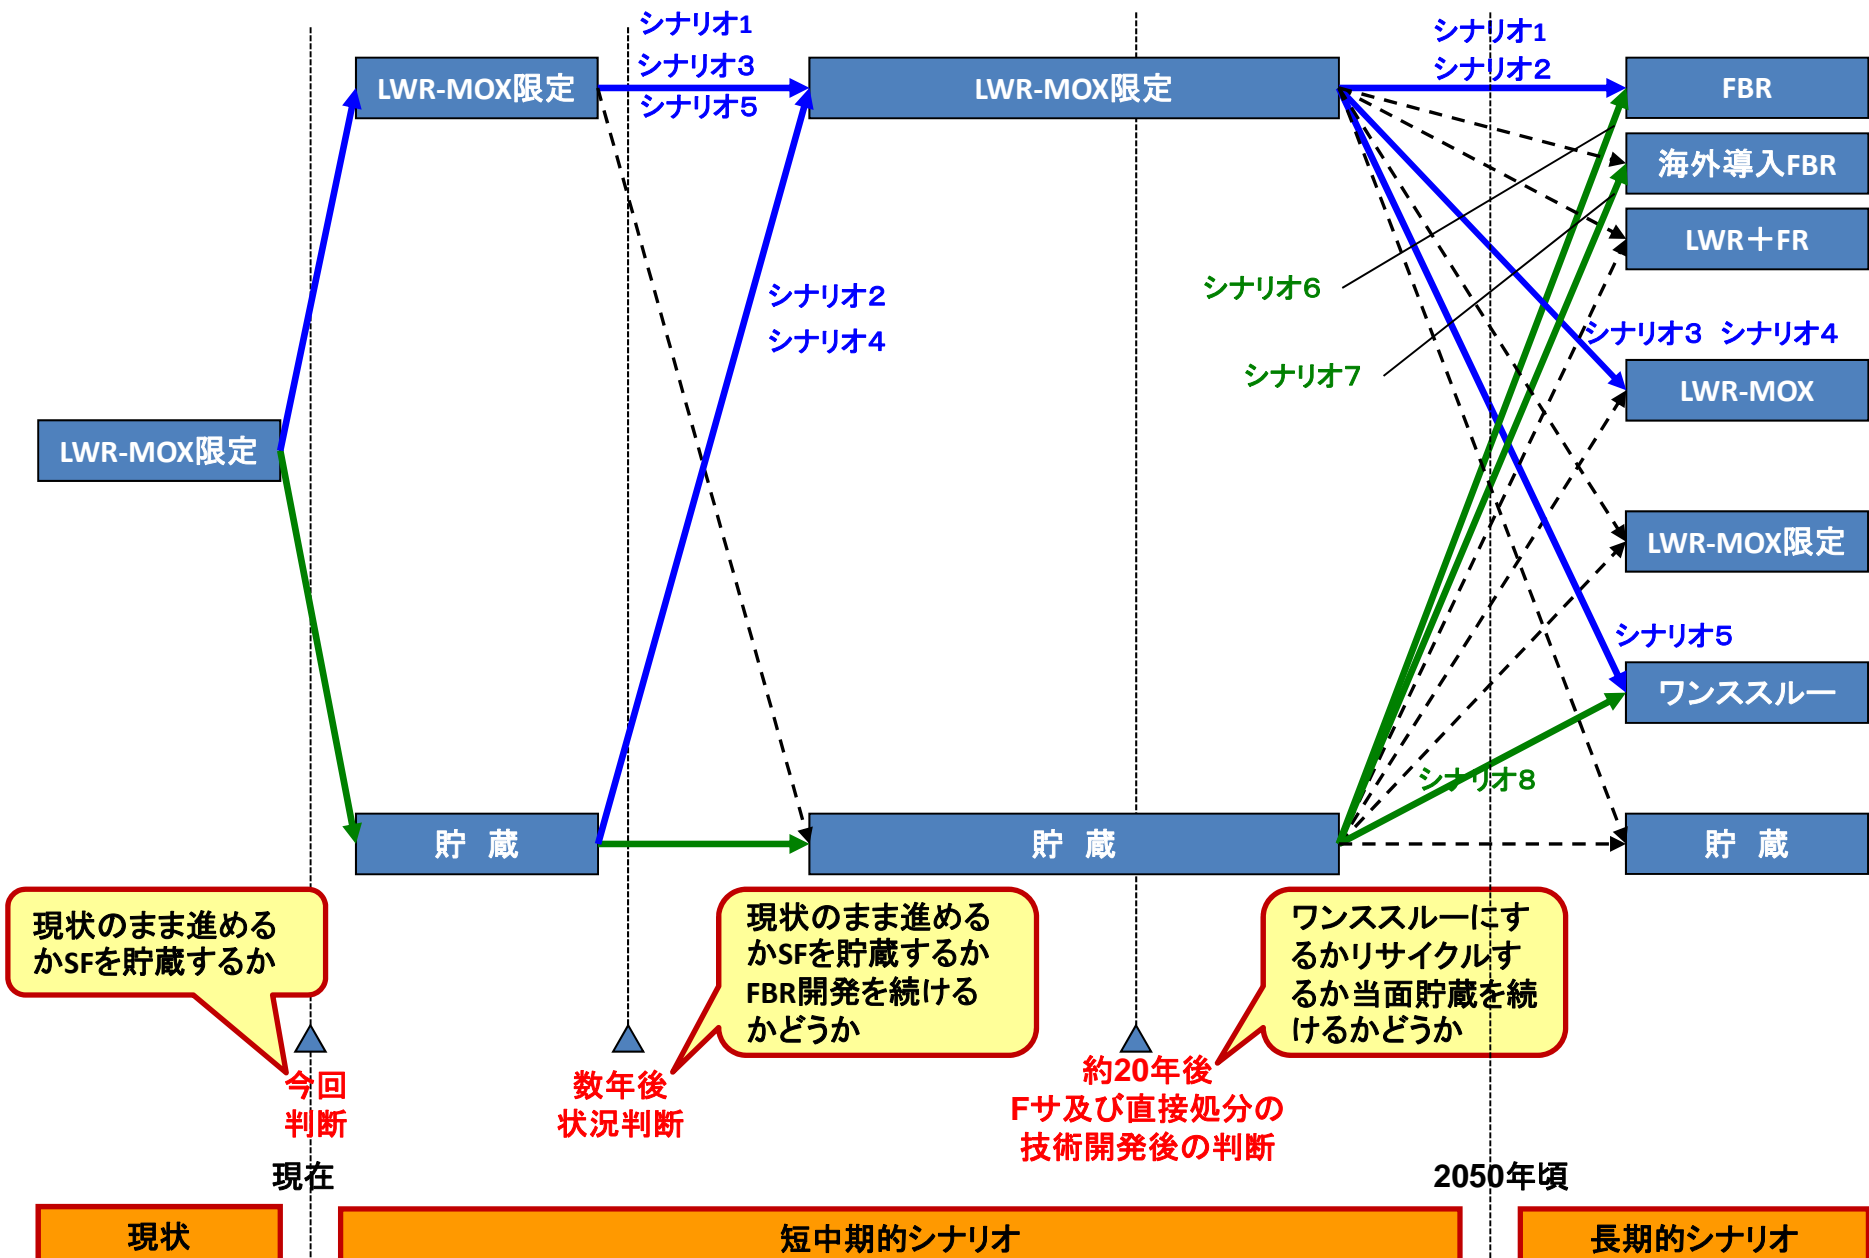 シナリオ1
シナリオ3
シナリオ5
シナリオ1
シナリオ2
LWR-MOX限定
LWR-MOX限定
FBR
海外導入FBR
LWR＋FR
シナリオ2
シナリオ4
シナリオ6
シナリオ7
シナリオ3 シナリオ4
LWR-MOX
LWR-MOX限定
LWR-MOX限定
シナリオ5
ワンススルー
シナリオ8
貯 蔵
貯 蔵
貯 蔵
現状のまま進める
かSFを貯蔵するか
現状のまま進める
かSFを貯蔵するか
FBR開発を続ける
かどうか
ワンススルーにす
るかリサイクルす
るか当面貯蔵を続
けるかどうか
今回
判断
数年後
状況判断
約20年後
Fサ及び直接処分の
技術開発後の判断
現在
2050年頃
現状
短中期的シナリオ
長期的シナリオ